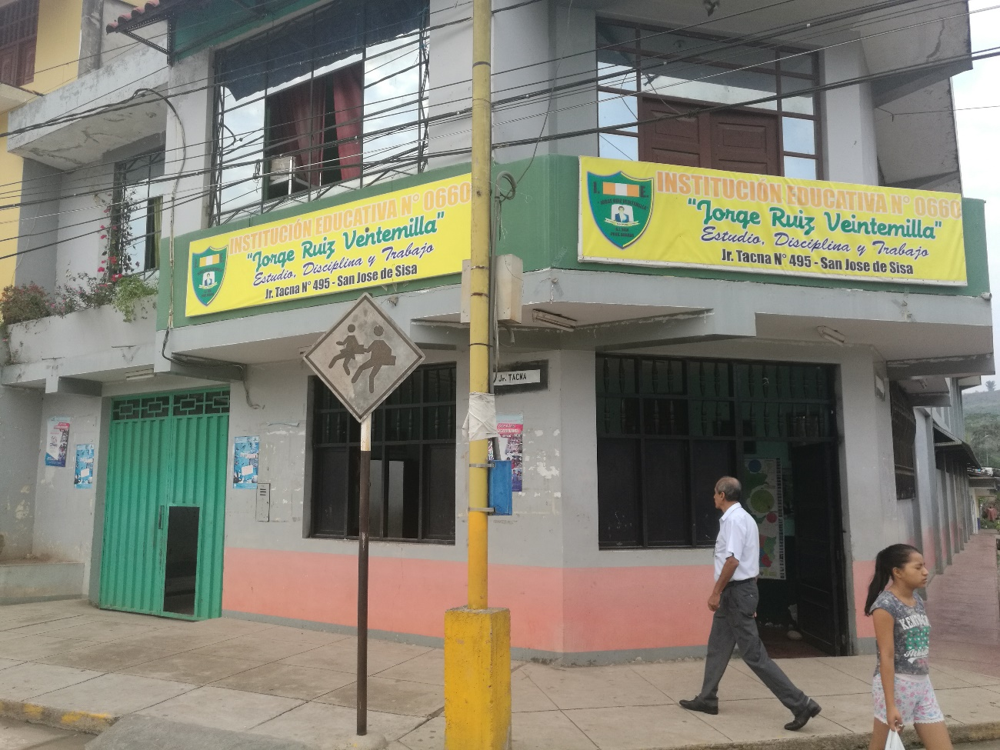 INSTITUCIÓN EDUCATIVA N° 0660
"Jorge Ruiz Veintemilla"
Estudio, Disciplina y Trabajo
Jr. Tacna N° 495 - San Jose de Sisa
I. E.
INSTITUCIÓN EDUCATIVA N° 0660
"Jorge Ruiz Veintemilla"
Estudio, Disciplina y Trabajo
Jr. Tacna N° 495 - San Jose de Sisa
Jr. TACNA